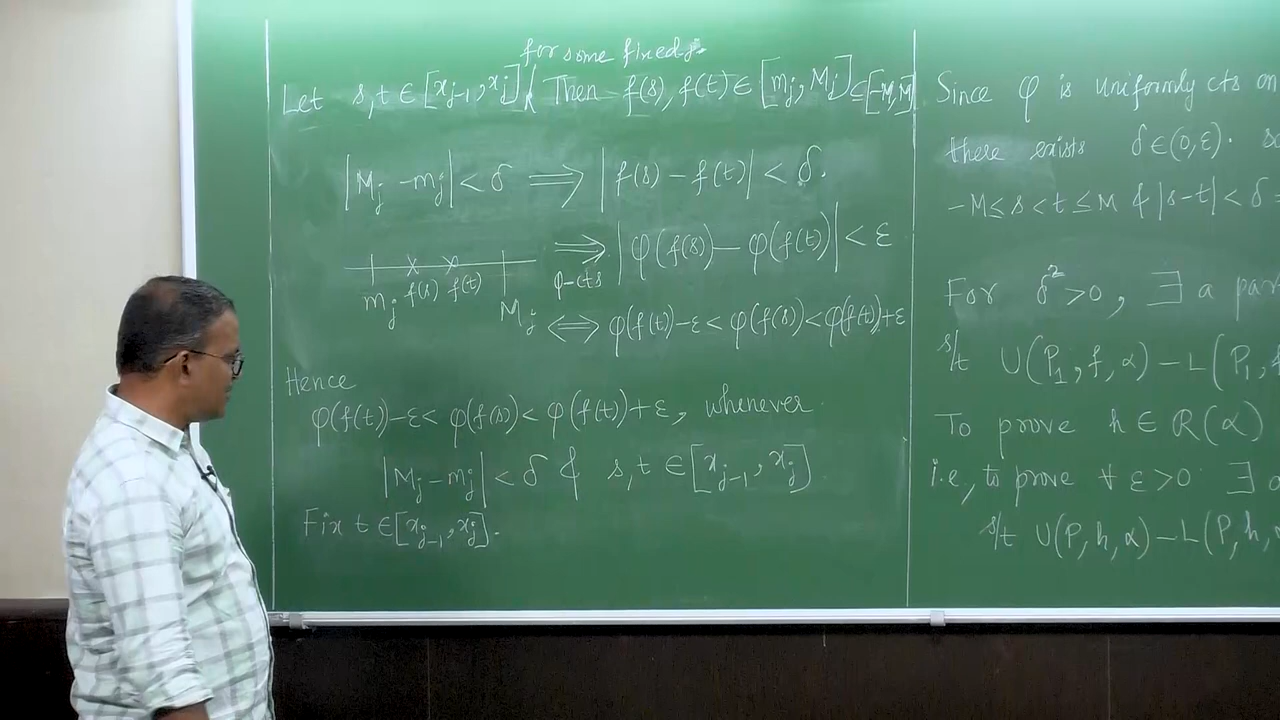 for some fixed j.
Let s,t ∈ [x_{j-1}, x_j]. Then f(s), f(t) ∈ [m_j, M_j] ⊆ [-M, M]
|M_j - m_j| < δ ⟹ |f(s) - f(t)| < δ.
⟹ |φ(f(s)) - φ(f(t))| < ε
φ-cts
m_j f(s) f(t) M_j
⟺ φ(f(t)) - ε < φ(f(s)) < φ(f(t)) + ε
Hence
φ(f(t)) - ε < φ(f(s)) < φ(f(t)) + ε, whenever
|M_j - m_j| < δ & s,t ∈ [x_{j-1}, x_j]
Fix t ∈ [x_{j-1}, x_j].
Since φ is uniformly cts on
there exists δ ∈ (0, ε).
-M ≤ s < t ≤ M & |s-t| < δ
For δ² > 0, ∃ a
s/t U(P_1, f, α) - L(P_1,
To prove h ∈ R(α)
i.e., to prove ∀ ε > 0 ∃ a
s/t U(P, h, α) - L(P, h,